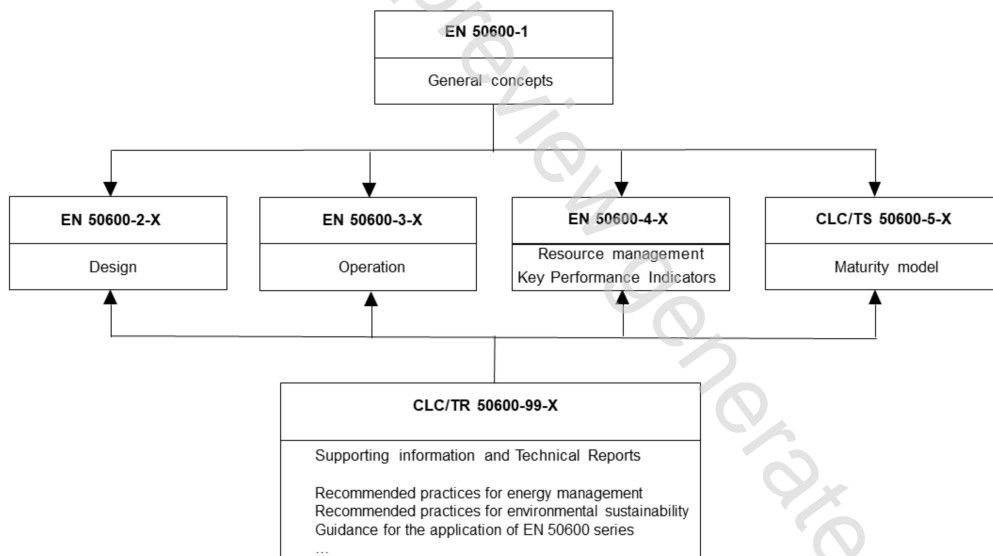 EN 50600-1
General concepts
EN 50600-2-X
Design
EN 50600-3-X
Operation
EN 50600-4-X
Resource management
Key Performance Indicators
CLC/TS 50600-5-X
Maturity model
CLC/TR 50600-99-X
Supporting information and Technical Reports
Recommended practices for energy management
Recommended practices for environmental sustainability
Guidance for the application of EN 50600 series
...
preview generate